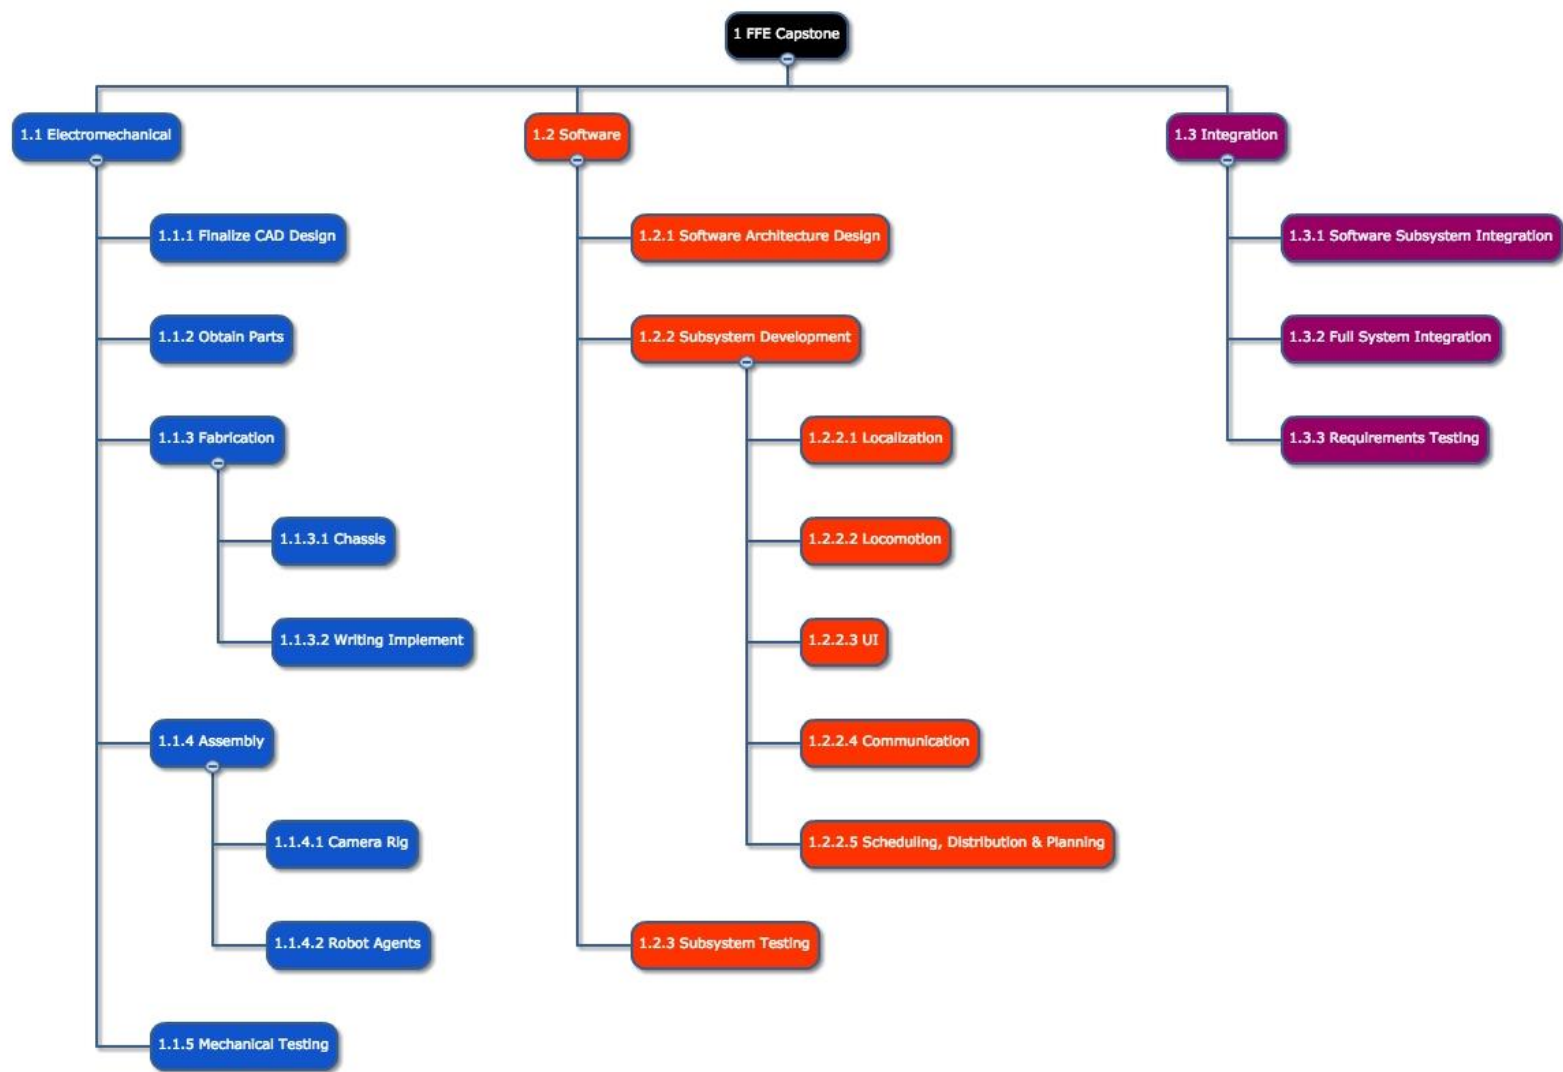 1 FFE Capstone
1.1 Electromechanical
1.1.1 Finalize CAD Design
1.1.2 Obtain Parts
1.1.3 Fabrication
1.1.3.1 Chassis
1.1.3.2 Writing Implement
1.1.4 Assembly
1.1.4.1 Camera Rig
1.1.4.2 Robot Agents
1.1.5 Mechanical Testing
1.2 Software
1.2.1 Software Architecture Design
1.2.2 Subsystem Development
1.2.2.1 Localization
1.2.2.2 Locomotion
1.2.2.3 UI
1.2.2.4 Communication
1.2.2.5 Scheduling, Distribution & Planning
1.2.3 Subsystem Testing
1.3 Integration
1.3.1 Software Subsystem Integration
1.3.2 Full System Integration
1.3.3 Requirements Testing